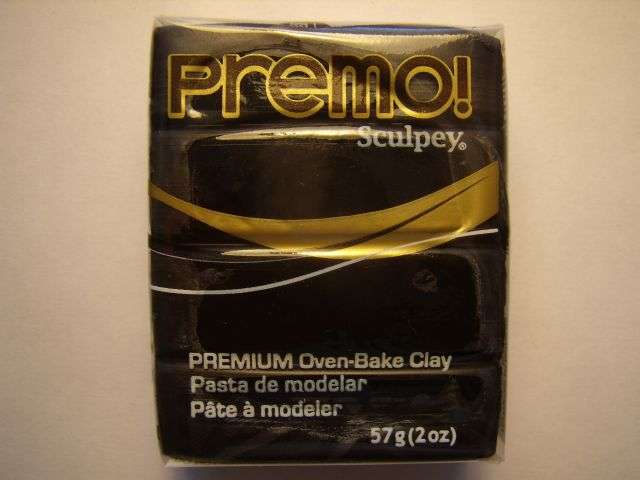 Premo!
Sculpey®
PREMIUM Oven-Bake Clay
Pasta de modelar
Pâte à modeler
57g(2oz)